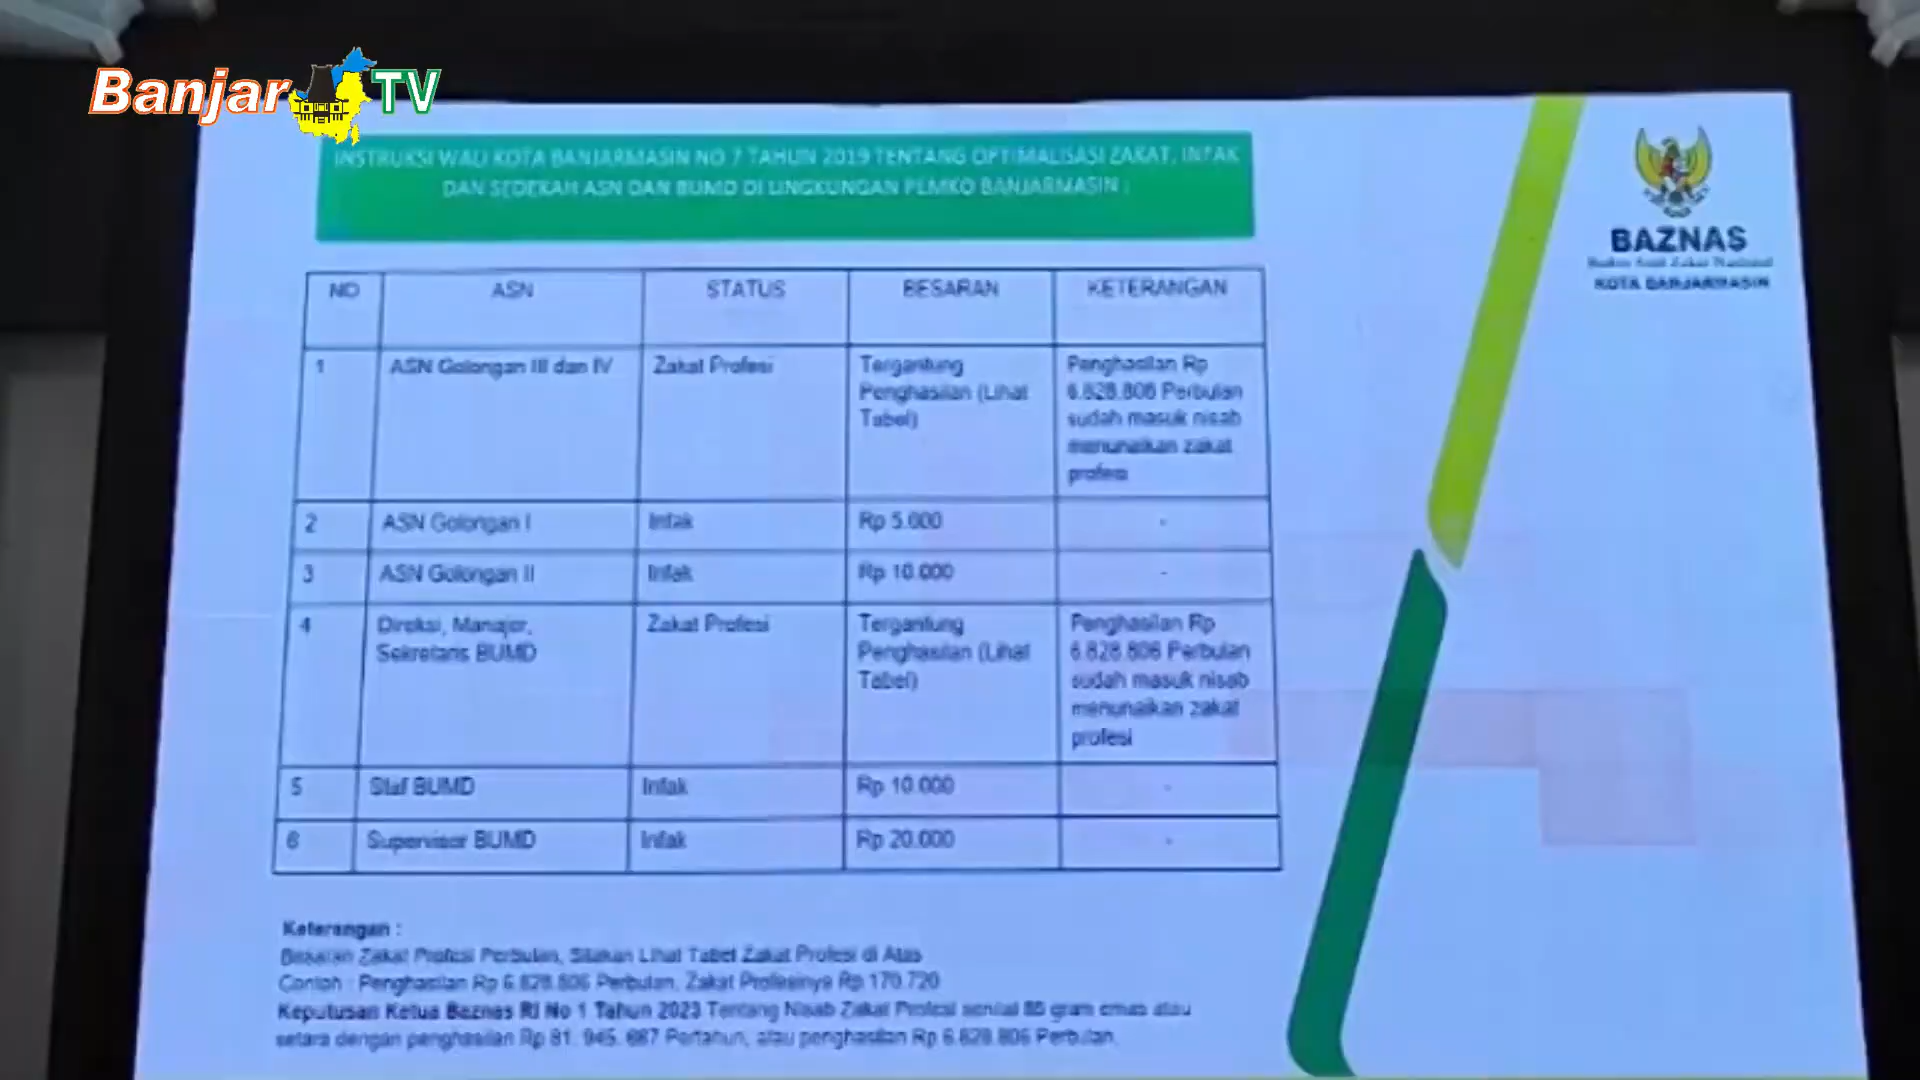 Banjar TV
INSTRUKSI WALI KOTA BANJARMASIN NO 7 TAHUN 2019 TENTANG OPTIMALISASI ZAKAT, INFAK
DAN SEDEKAH ASN DAN BUMD DI LINGKUNGAN PEMKO BANJARMASIN :
BAZNAS
Badan Amil Zakat Nasional
KOTA BANJARMASIN
NO ASN STATUS BESARAN KETERANGAN
1 ASN Golongan III dan IV Zakat Profesi Tergantung Penghasilan Rp
Penghasilan (Lihat 6.828.806 Perbulan
Tabel) sudah masuk nisab
menunaikan zakat
profesi
2 ASN Golongan I Infak Rp 5.000 -
3 ASN Golongan II Infak Rp 10.000 -
4 Direksi, Manajer, Zakat Profesi Tergantung Penghasilan Rp
Sekretaris BUMD Penghasilan (Lihat 6.828.806 Perbulan
Tabel) sudah masuk nisab
menunaikan zakat
profesi
5 Staf BUMD Infak Rp 10.000 -
6 Supervisor BUMD Infak Rp 20.000 -
Keterangan :
Besaran Zakat Profesi Perbulan, Silakan Lihat Tabel Zakat Profesi di Atas
Contoh : Penghasilan Rp 6.828.806 Perbulan, Zakat Profesinya Rp 170.720
Keputusan Ketua Baznas RI No 1 Tahun 2023 Tentang Nisab Zakat Profesi senilai 85 gram emas atau
setara dengan penghasilan Rp 81. 945. 667 Pertahun, atau penghasilan Rp 6.828.806 Perbulan.